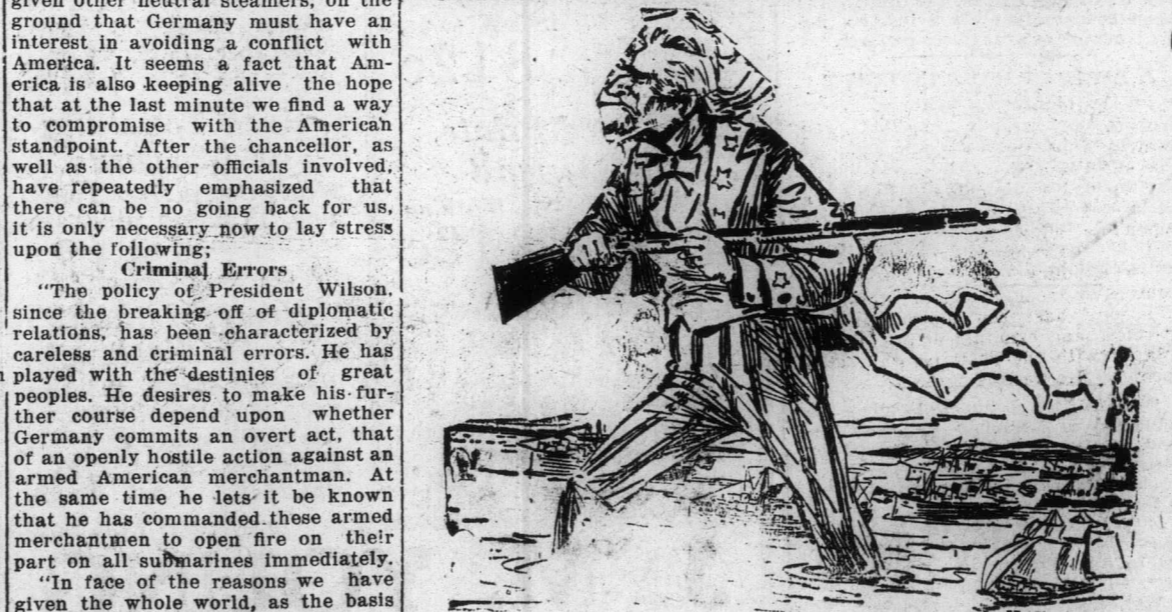 given other neutral steamers, on the
ground that Germany must have an
interest in avoiding a conflict with
America. It seems a fact that Am-
erica is also keeping alive the hope
that at the last minute we find a way
to compromise with the American
standpoint. After the chancellor, as
well as the other officials involved,
have repeatedly emphasized that
there can be no going back for us,
it is only necessary now to lay stress
upon the following;
Criminal Errors
"The policy of President Wilson,
since the breaking off of diplomatic
relations, has been characterized by
careless and criminal errors. He has
played with the destinies of great
peoples. He desires to make his fur-
ther course depend upon whether
Germany commits an overt act, that
of an openly hostile action against an
armed American merchantman. At
the same time he lets it be known
that he has commanded these armed
merchantmen to open fire on their
part on all submarines immediately.
"In face of the reasons we have
given the whole world, as the basis